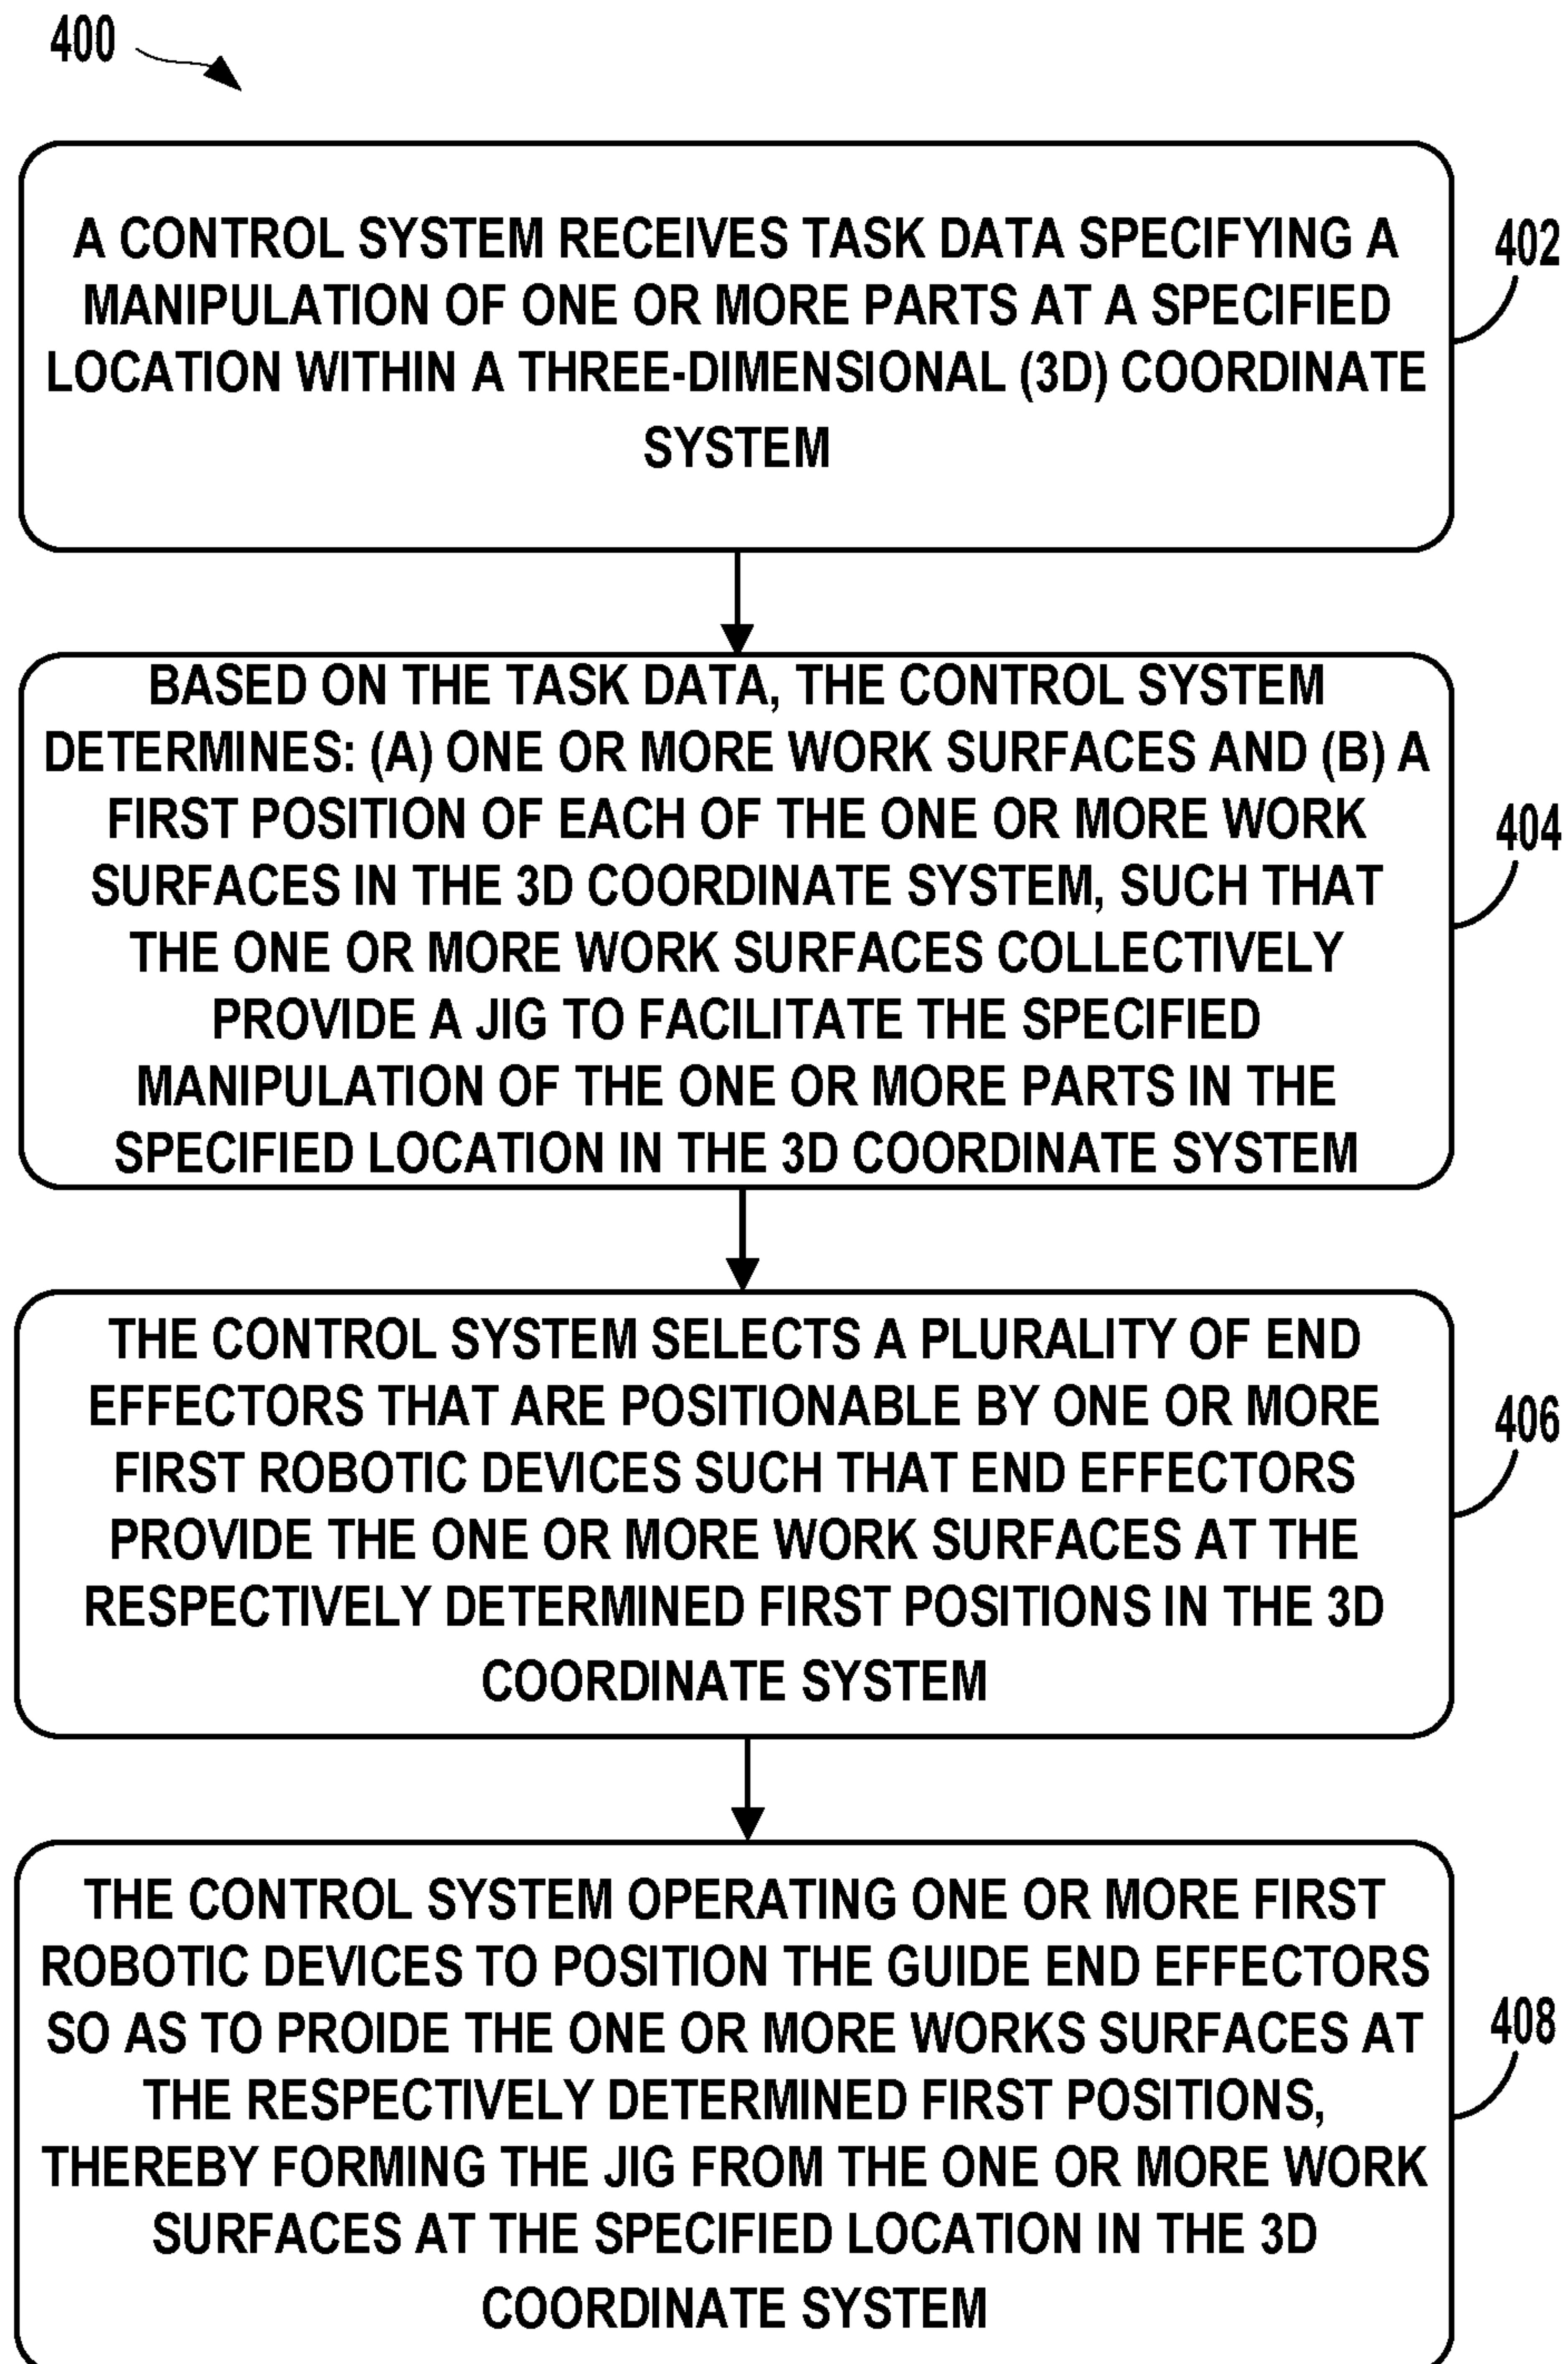 400
A CONTROL SYSTEM RECEIVES TASK DATA SPECIFYING A
MANIPULATION OF ONE OR MORE PARTS AT A SPECIFIED
LOCATION WITHIN A THREE-DIMENSIONAL (3D) COORDINATE
SYSTEM
402
BASED ON THE TASK DATA, THE CONTROL SYSTEM
DETERMINES: (A) ONE OR MORE WORK SURFACES AND (B) A
FIRST POSITION OF EACH OF THE ONE OR MORE WORK
SURFACES IN THE 3D COORDINATE SYSTEM, SUCH THAT
THE ONE OR MORE WORK SURFACES COLLECTIVELY
PROVIDE A JIG TO FACILITATE THE SPECIFIED
MANIPULATION OF THE ONE OR MORE PARTS IN THE
SPECIFIED LOCATION IN THE 3D COORDINATE SYSTEM
404
THE CONTROL SYSTEM SELECTS A PLURALITY OF END
EFFECTORS THAT ARE POSITIONABLE BY ONE OR MORE
FIRST ROBOTIC DEVICES SUCH THAT END EFFECTORS
PROVIDE THE ONE OR MORE WORK SURFACES AT THE
RESPECTIVELY DETERMINED FIRST POSITIONS IN THE 3D
COORDINATE SYSTEM
406
THE CONTROL SYSTEM OPERATING ONE OR MORE FIRST
ROBOTIC DEVICES TO POSITION THE GUIDE END EFFECTORS
SO AS TO PROIDE THE ONE OR MORE WORKS SURFACES AT
THE RESPECTIVELY DETERMINED FIRST POSITIONS,
THEREBY FORMING THE JIG FROM THE ONE OR MORE WORK
SURFACES AT THE SPECIFIED LOCATION IN THE 3D
COORDINATE SYSTEM
408